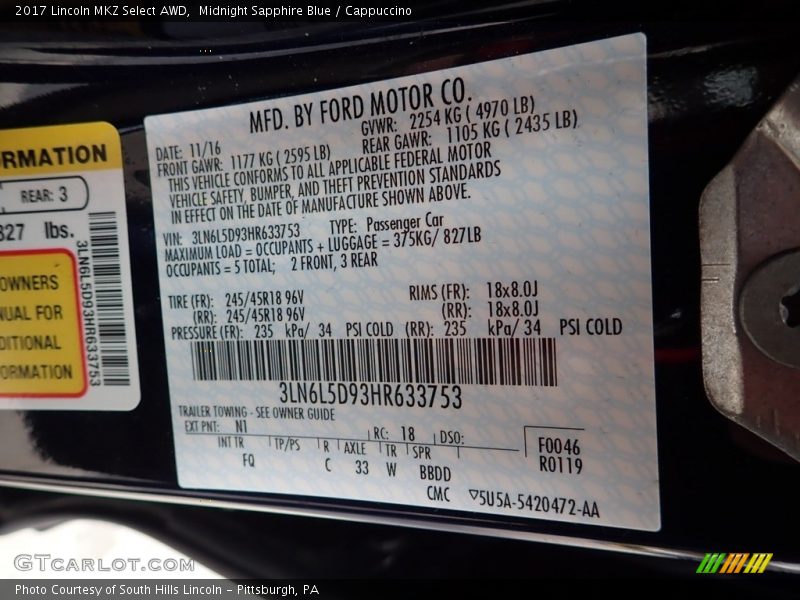 2017 Lincoln MKZ Select AWD,  Midnight Sapphire Blue / Cappuccino
RMATION
REAR: 3
827 lbs.
OWNERS
NUAL FOR
DITIONAL
FORMATION
3LN6L5D93HR633753
MFD. BY FORD MOTOR CO.
DATE: 11/16 GVWR: 2254 KG ( 4970 LB)
FRONT GAWR: 1177 KG ( 2595 LB) REAR GAWR: 1105 KG ( 2435 LB)
THIS VEHICLE CONFORMS TO ALL APPLICABLE FEDERAL MOTOR
VEHICLE SAFETY, BUMPER, AND THEFT PREVENTION STANDARDS
IN EFFECT ON THE DATE OF MANUFACTURE SHOWN ABOVE.
VIN: 3LN6L5D93HR633753 TYPE: Passenger Car
MAXIMUM LOAD = OCCUPANTS + LUGGAGE = 375KG/ 827LB
OCCUPANTS = 5 TOTAL; 2 FRONT, 3 REAR
TIRE (FR): 245/45R18 96V RIMS (FR): 18x8.0J
(RR): 245/45R18 96V (RR): 18x8.0J
PRESSURE (FR): 235 kPa/ 34 PSI COLD (RR): 235 kPa/ 34 PSI COLD
3LN6L5D93HR633753
TRAILER TOWING - SEE OWNER GUIDE
EXT PNT: N1 RC: 18 DSO: F0046
INT TR TP/PS R AXLE TR SPR R0119
FQ C 33 W BBDD
CMC ▽5U5A-5420472-AA
GTCarLot.com
Photo Courtesy of South Hills Lincoln – Pittsburgh, PA